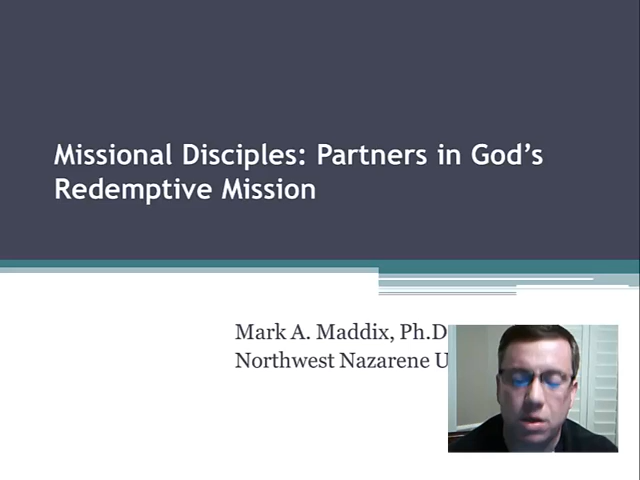 Missional Disciples: Partners in God's
Redemptive Mission
Mark A. Maddix, Ph.D
Northwest Nazarene U